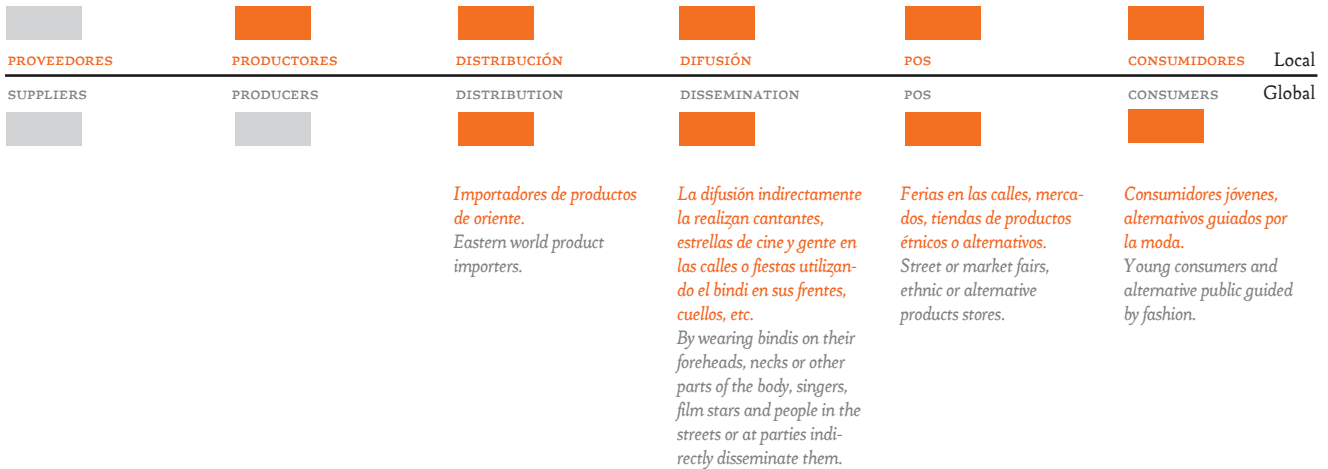 PROVEEDORES PRODUCTORES DISTRIBUCIÓN DIFUSIÓN POS CONSUMIDORES Local
SUPPLIERS PRODUCERS DISTRIBUTION DISSEMINATION POS CONSUMERS Global
Importadores de productos
de oriente.
Eastern world product
importers.
La difusión indirectamente
la realizan cantantes,
estrellas de cine y gente en
las calles o fiestas utilizan-
do el bindi en sus frentes,
cuellos, etc.
By wearing bindis on their
foreheads, necks or other
parts of the body, singers,
film stars and people in the
streets or at parties indi-
rectly disseminate them.
Ferias en las calles, merca-
dos, tiendas de productos
étnicos o alternativos.
Street or market fairs,
ethnic or alternative
products stores.
Consumidores jóvenes,
alternativos guiados por
la moda.
Young consumers and
alternative public guided
by fashion.